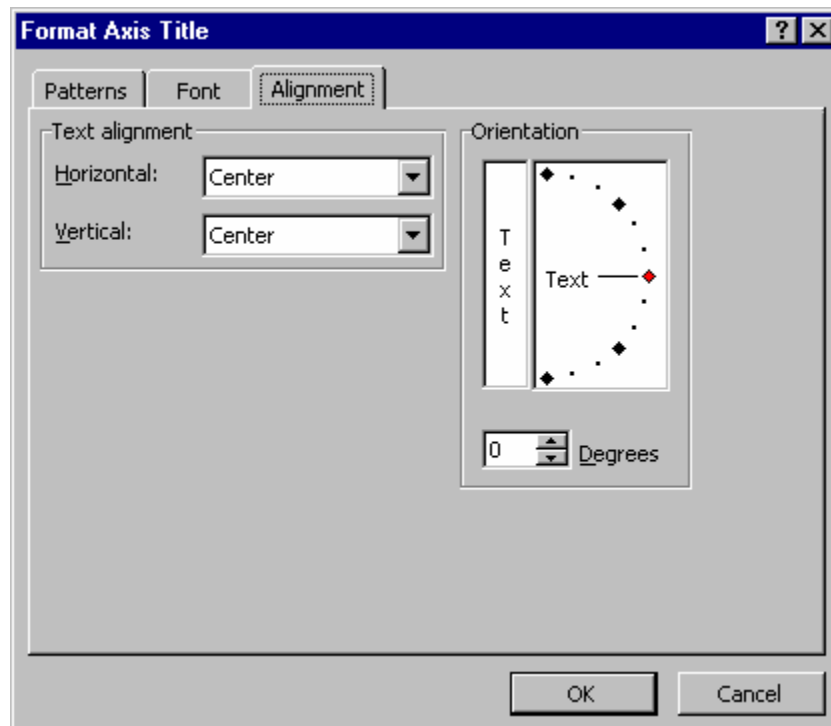 Format Axis Title
Patterns Font Alignment
Text alignment
Horizontal: Center
Vertical: Center
Orientation
T
e
x
t
Text
0 Degrees
OK Cancel